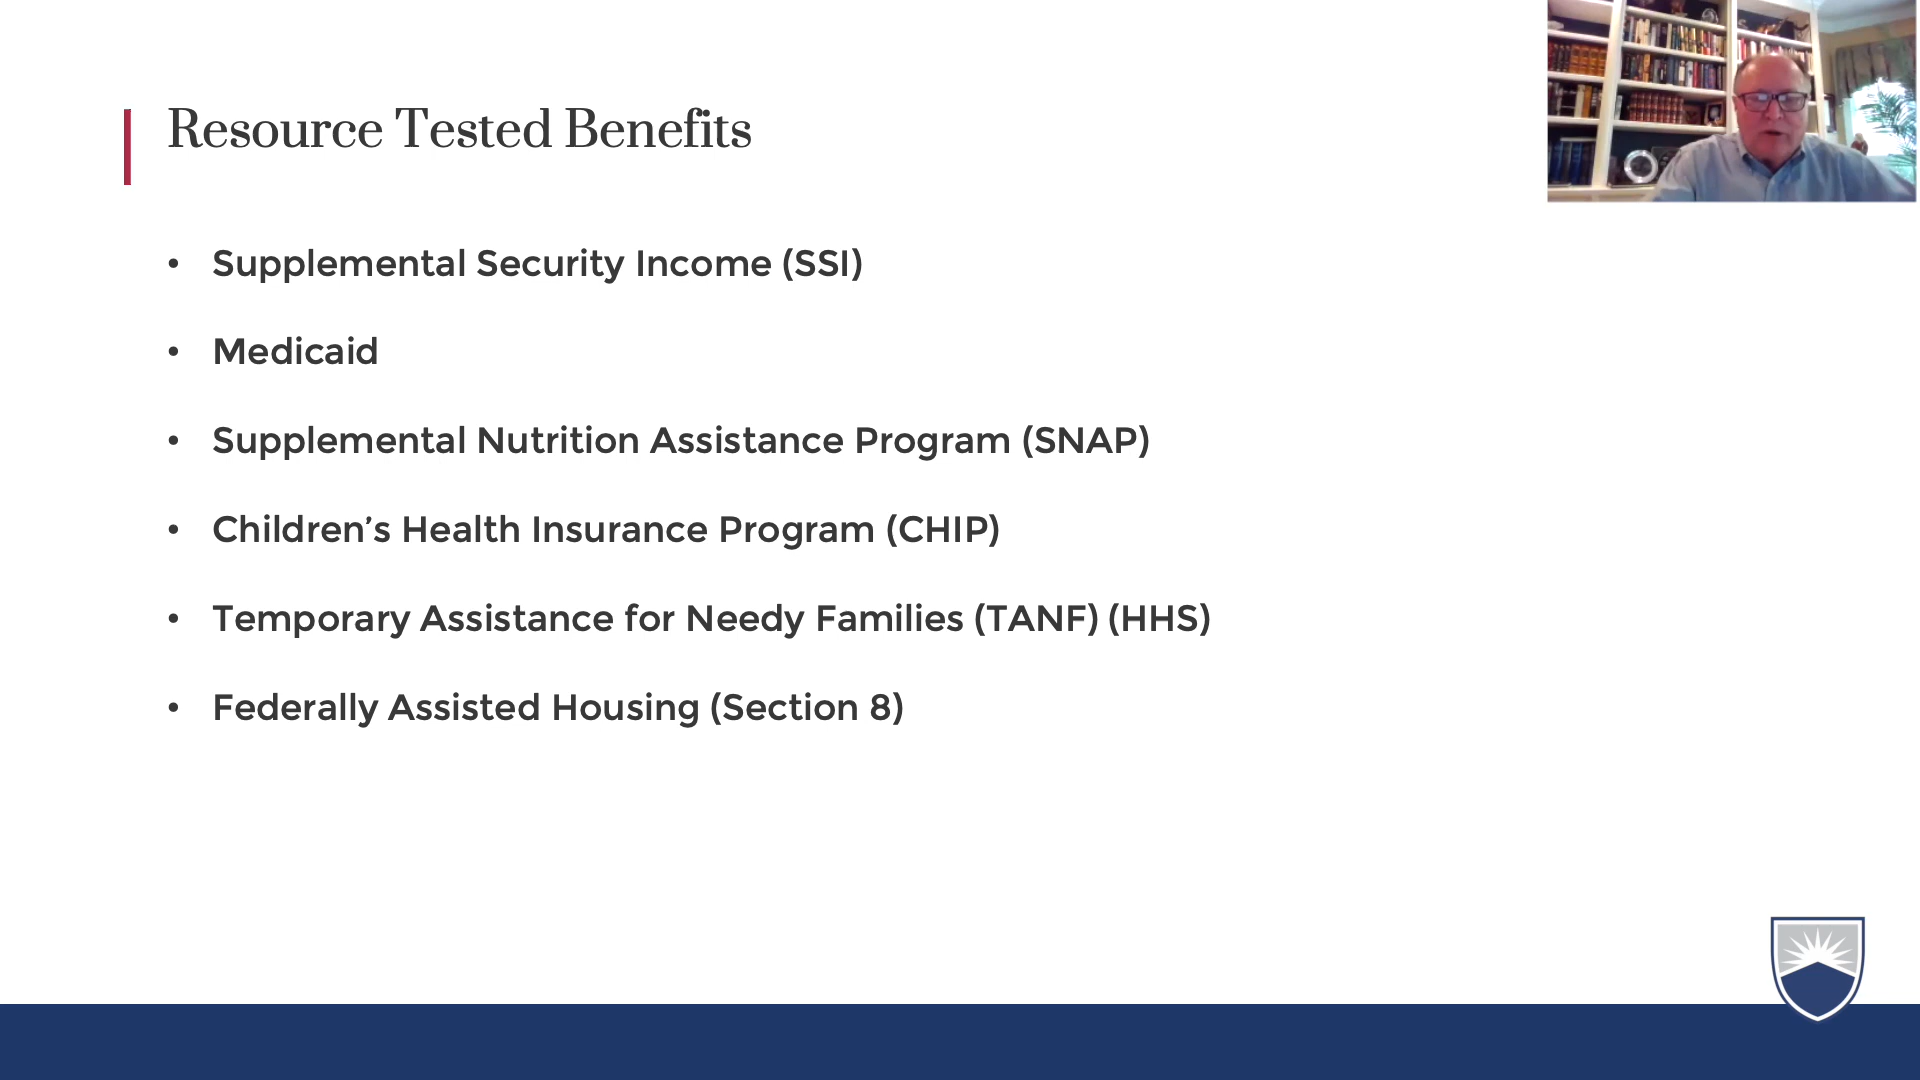 Resource Tested Benefits
• Supplemental Security Income (SSI)
• Medicaid
• Supplemental Nutrition Assistance Program (SNAP)
• Children’s Health Insurance Program (CHIP)
• Temporary Assistance for Needy Families (TANF) (HHS)
• Federally Assisted Housing (Section 8)